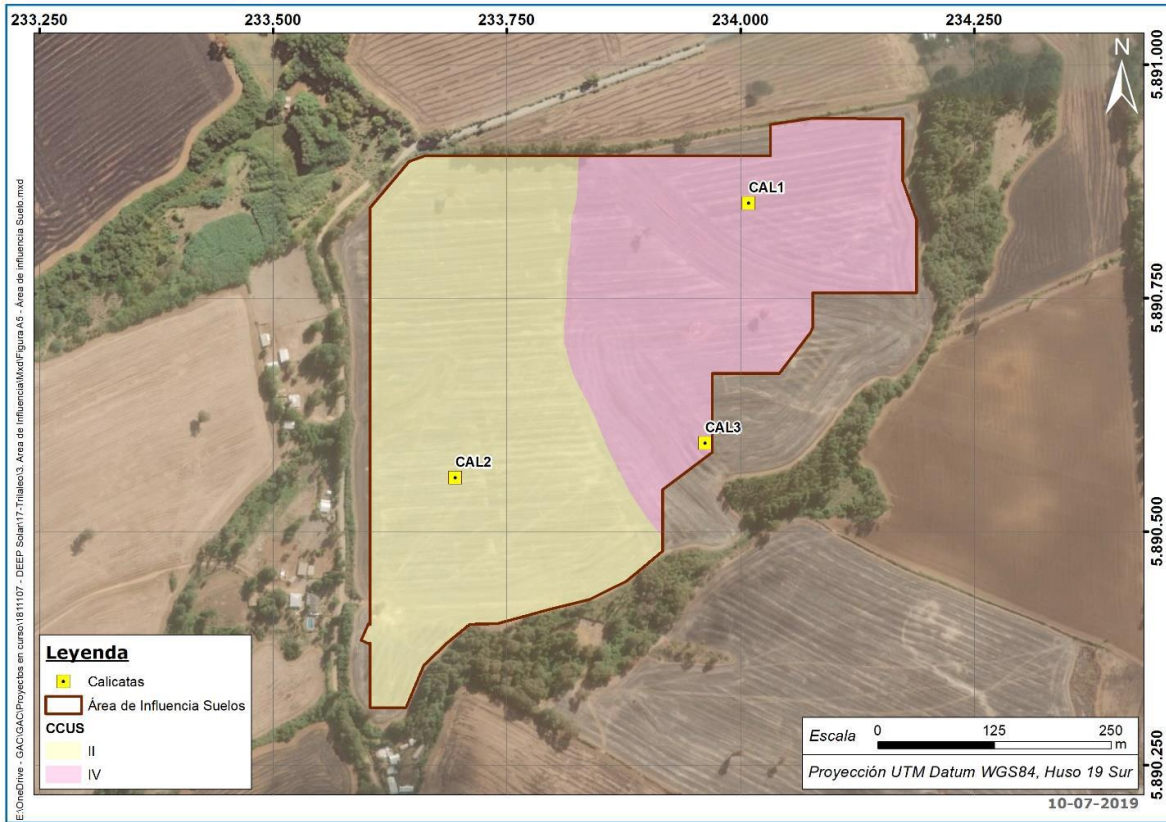 233.250 233.500 233.750 234.000 234.250
N
5.891.000
CAL1
5.890.750
CAL3
CAL2
5.890.500
5.890.250
Leyenda
Calicatas
Área de Influencia Suelos
CCUS
II
IV
Escala 0 125 250
m
Proyección UTM Datum WGS84, Huso 19 Sur
10-07-2019
E:\OneDrive - GAC\GAC\Proyectos en curso\1811107 - DEEP Solar\17-Trilaleo\3. Area de Influencia\Mxd\Figura A5 - Área de influencia Suelo.mxd